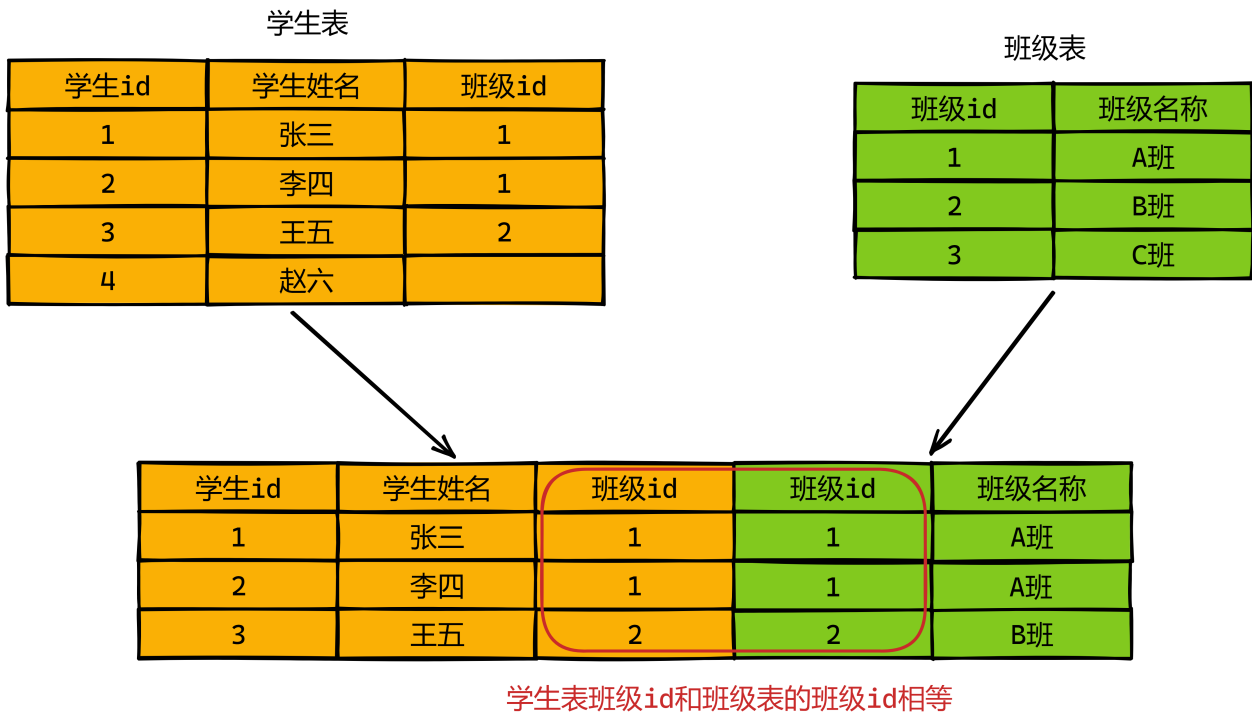 学生表
学生id 学生姓名 班级id
1 张三 1
2 李四 1
3 王五 2
4 赵六
班级表
班级id 班级名称
1 A班
2 B班
3 C班
学生id 学生姓名 班级id 班级id 班级名称
1 张三 1 1 A班
2 李四 1 1 A班
3 王五 2 2 B班
学生表班级id和班级表的班级id相等